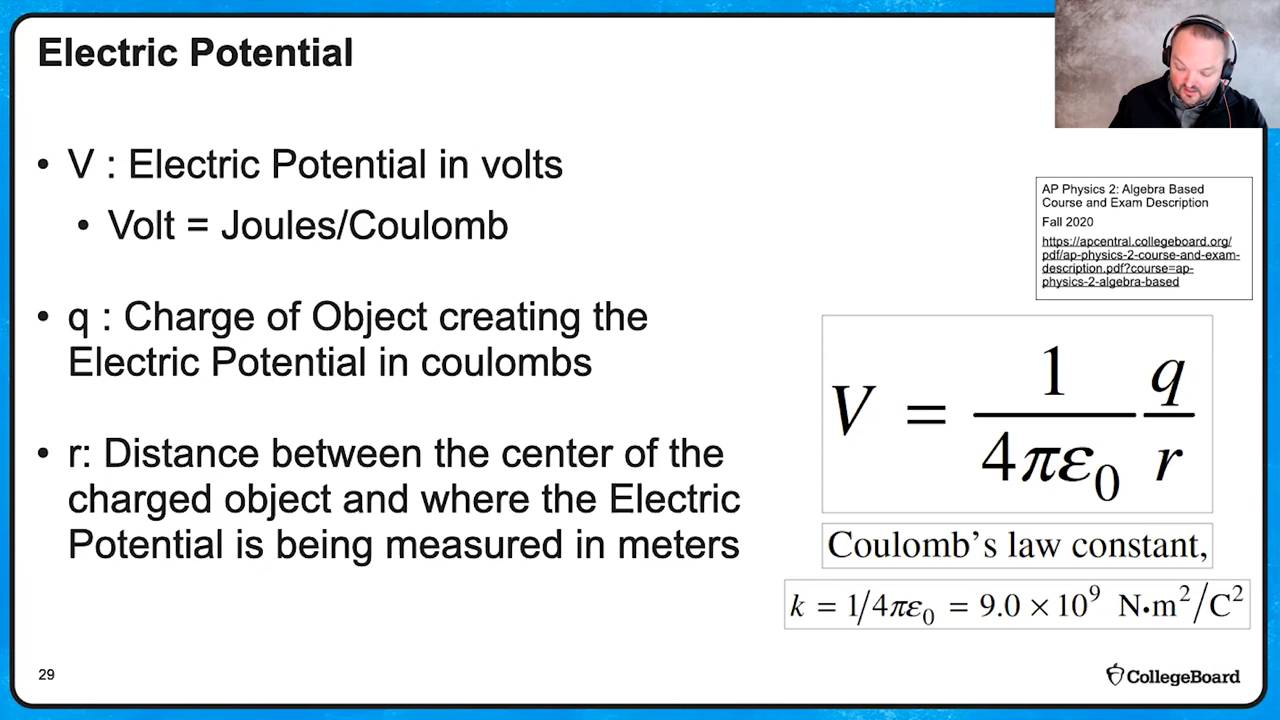 Electric Potential
• V : Electric Potential in volts
• Volt = Joules/Coulomb
• q : Charge of Object creating the
Electric Potential in coulombs
• r: Distance between the center of the
charged object and where the Electric
Potential is being measured in meters
AP Physics 2: Algebra Based
Course and Exam Description
Fall 2020
https://apcentral.collegeboard.org/
pdf/ap-physics-2-course-and-exam-
description.pdf?course=ap-
physics-2-algebra-based
V = 1/4πε₀ q/r
Coulomb's law constant,
k = 1/4πε₀ = 9.0 × 10⁹ N•m²/C²
29
CollegeBoard